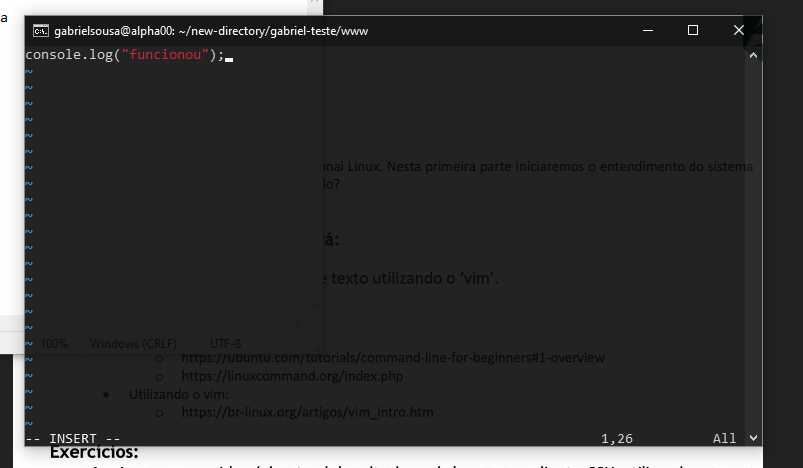 a
gabrielsousa@alpha00: ~/new-directory/gabriel-teste/www
console.log("funcionou");
~
~
~
~
~
~
~
nal Linux. Nesta primeira parte iniciaremos o entendimento do sistema
do?
~
~
~
á:
~
~
e texto utilizando o ‘vim’.
~
~
~
~
100% Windows (CRLF) UTF-8
~
o https://ubuntu.com/tutorials/command-line-for-beginners#1-overview
~
o https://linuxcommand.org/index.php
~
● Utilizando o vim:
~
o https://br-linux.org/artigos/vim_intro.htm
~
-- INSERT -- 1,26 All
Exercícios: